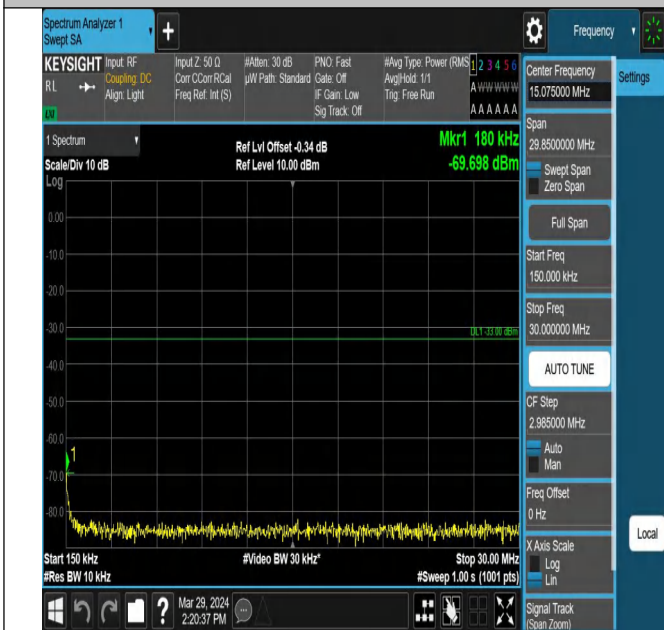 Spectrum Analyzer 1
Swept SA
+
Frequency
KEYSIGHT
RL
LXI
Input: RF
Coupling: DC
Align: Light
Input Z: 50 Ω
Corr CCorr RCal
Freq Ref: Int (S)
#Atten: 30 dB
µW Path: Standard
PNO: Fast
Gate: Off
IF Gain: Low
Sig Track: Off
#Avg Type: Power (RMS)
Avg|Hold: 1/1
Trig: Free Run
1 2 3 4 5 6
A W W W W W
A A A A A A
1 Spectrum
Scale/Div 10 dB
Log
Ref Lvl Offset -0.34 dB
Ref Level 10.00 dBm
Mkr1 180 kHz
-69.698 dBm
0.00
-10.0
-20.0
-30.0
-40.0
-50.0
-60.0
-70.0
-80.0
DL1 -33.00 dBm
1
Start 150 kHz
#Res BW 10 kHz
#Video BW 30 kHz*
Stop 30.00 MHz
#Sweep 1.00 s (1001 pts)
Center Frequency
15.075000 MHz
Settings
Span
29.8500000 MHz
Swept Span
Zero Span
Full Span
Start Freq
150.000 kHz
Stop Freq
30.000000 MHz
AUTO TUNE
CF Step
2.985000 MHz
Auto
Man
Freq Offset
0 Hz
Local
X Axis Scale
Log
Lin
Signal Track
(Span Zoom)
?
Mar 29, 2024
2:20:37 PM